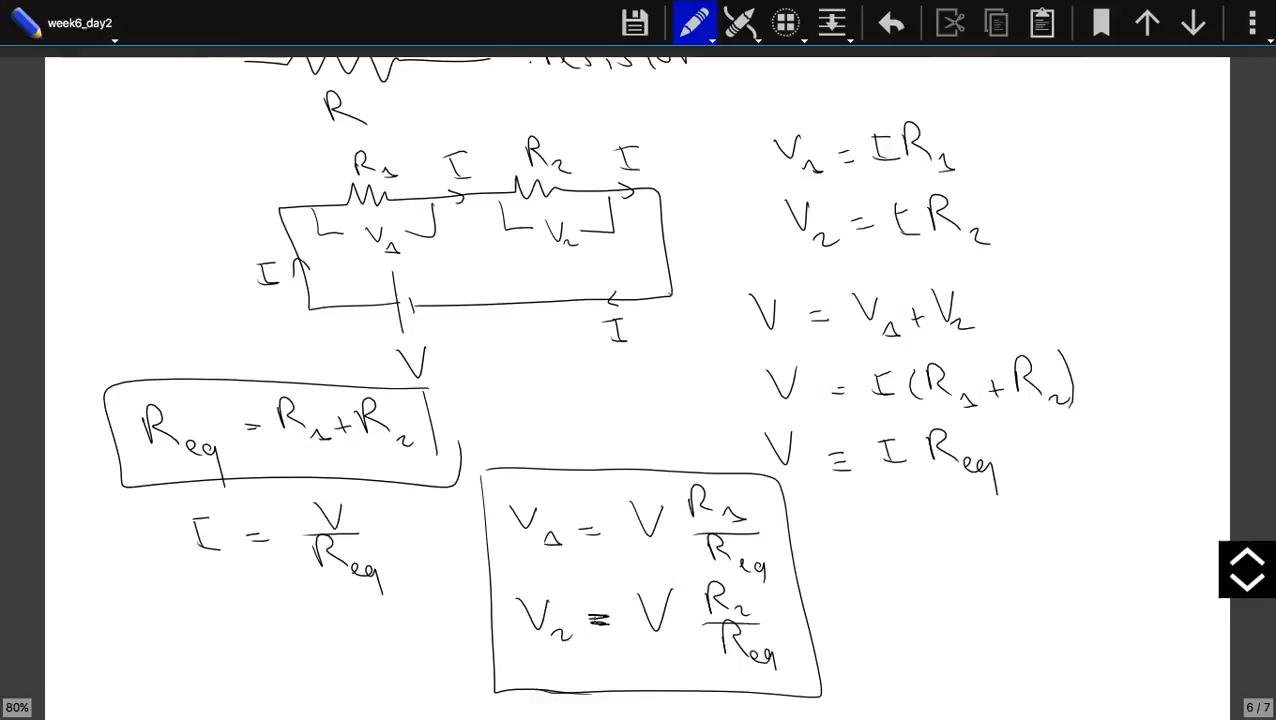 week6_day2
R
R₁ I R₂ I
V₁ V₂
I
I
V
V₁ = IR₁
V₂ = IR₂
V = V₁ + V₂
V = I(R₁ + R₂)
V ≡ I Req
Req = R₁ + R₂
I = V/Req
V₁ = V R₁/Req
V₂ = V R₂/Req
80%
6 / 7